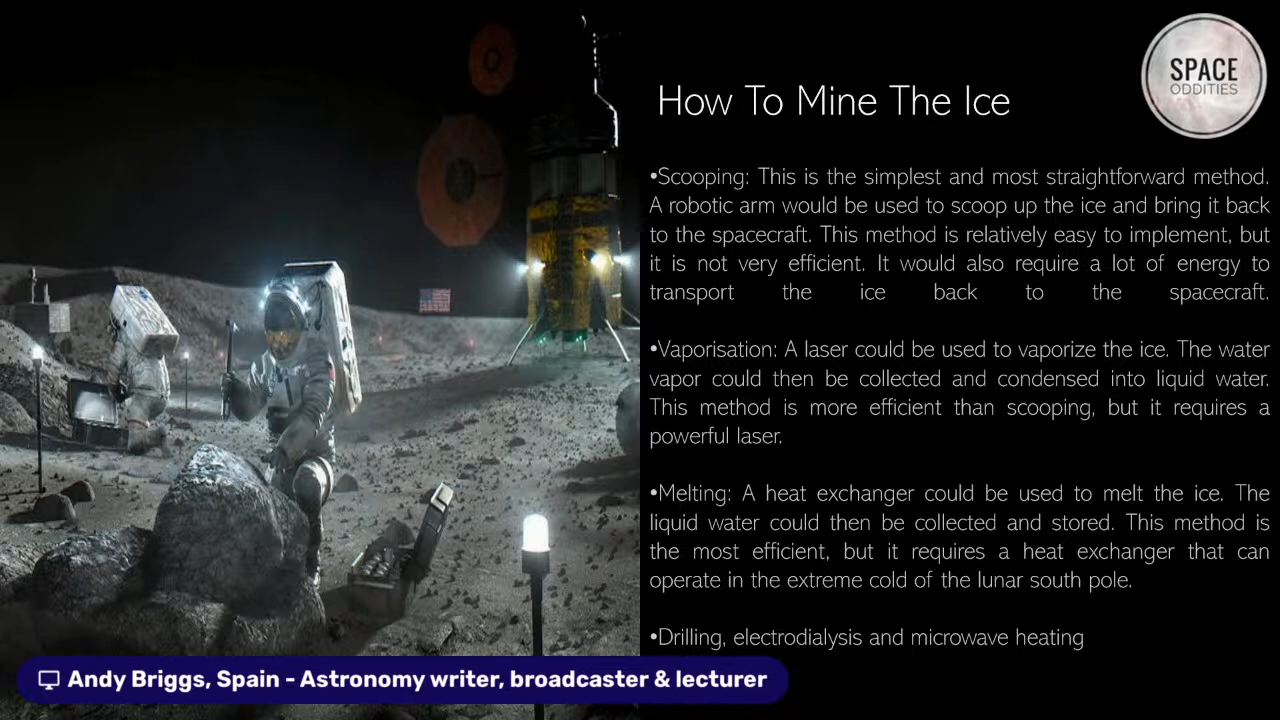 SPACE
ODDITIES
How To Mine The Ice
•Scooping: This is the simplest and most straightforward method.
A robotic arm would be used to scoop up the ice and bring it back
to the spacecraft. This method is relatively easy to implement, but
it is not very efficient. It would also require a lot of energy to
transport the ice back to the spacecraft.
•Vaporisation: A laser could be used to vaporize the ice. The water
vapor could then be collected and condensed into liquid water.
This method is more efficient than scooping, but it requires a
powerful laser.
•Melting: A heat exchanger could be used to melt the ice. The
liquid water could then be collected and stored. This method is
the most efficient, but it requires a heat exchanger that can
operate in the extreme cold of the lunar south pole.
•Drilling, electrodialysis and microwave heating
Andy Briggs, Spain - Astronomy writer, broadcaster & lecturer